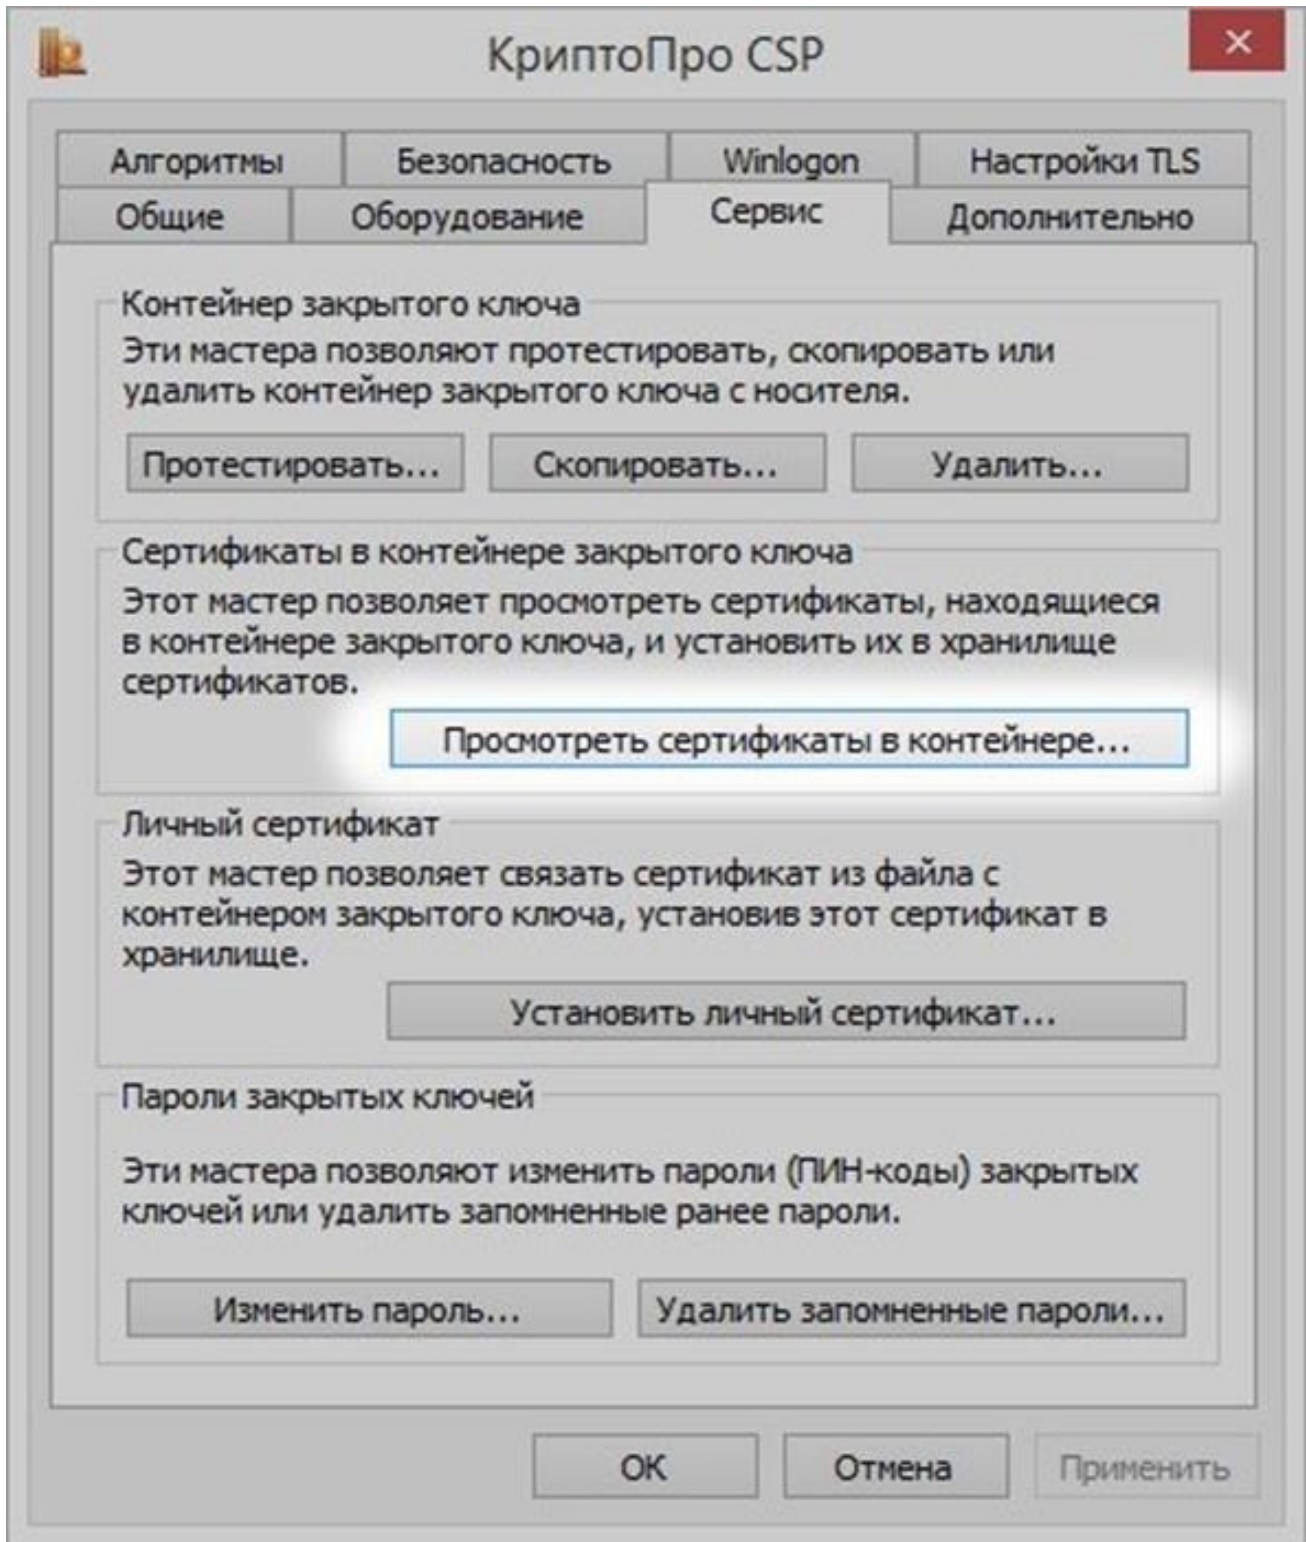 КриптоПро CSP
Алгоритмы
Безопасность
Winlogon
Настройки TLS
Общие
Оборудование
Сервис
Дополнительно
Контейнер закрытого ключа
Эти мастера позволяют протестировать, скопировать или
удалить контейнер закрытого ключа с носителя.
Протестировать...
Скопировать...
Удалить...
Сертификаты в контейнере закрытого ключа
Этот мастер позволяет просмотреть сертификаты, находящиеся
в контейнере закрытого ключа, и установить их в хранилище
сертификатов.
Просмотреть сертификаты в контейнере...
Личный сертификат
Этот мастер позволяет связать сертификат из файла с
контейнером закрытого ключа, установив этот сертификат в
хранилище.
Установить личный сертификат...
Пароли закрытых ключей
Эти мастера позволяют изменить пароли (ПИН-коды) закрытых
ключей или удалить запомненные ранее пароли.
Изменить пароль...
Удалить запомненные пароли...
ОК
Отмена
Применить